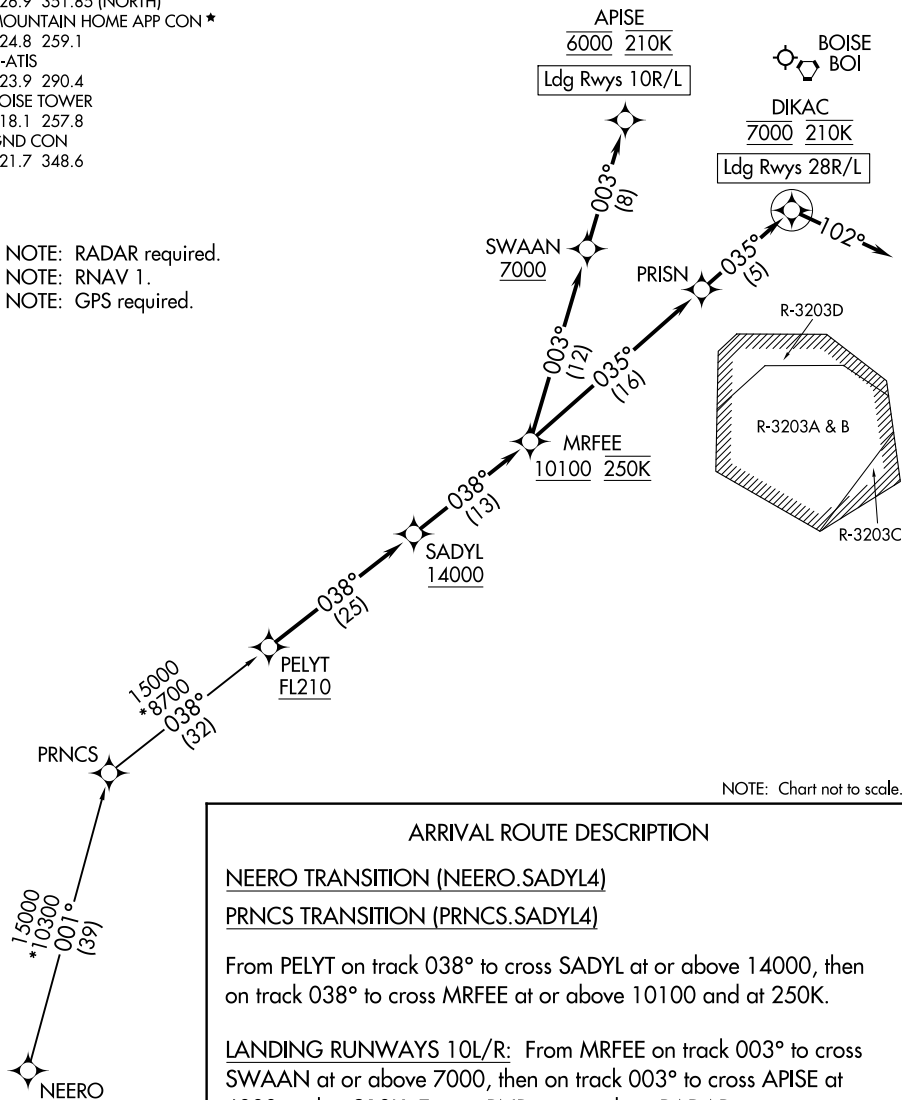 MOUNTAIN HOME APP CON ★
24.8 259.1
-ATIS
23.9 290.4
OISE TOWER
18.1 257.8
GND CON
21.7 348.6
NOTE: RADAR required.
NOTE: RNAV 1.
NOTE: GPS required.
APISE
6000 210K
Ldg Rwys 10R/L
BOISE
BOI
DIKAC
7000 210K
Ldg Rwys 28R/L
003°
(8)
102°
SWAAN
7000
PRISN
035°
(5)
R-3203D
003°
(12)
035°
(16)
R-3203A & B
MRFEE
10100 250K
R-3203C
038°
(13)
SADYL
14000
038°
(25)
PELYT
FL210
15000
*8700
038°
(32)
PRNCS
NOTE: Chart not to scale.
15000
*10300
001°
(39)
NEERO
ARRIVAL ROUTE DESCRIPTION
NEERO TRANSITION (NEERO.SADYL4)
PRNCS TRANSITION (PRNCS.SADYL4)
From PELYT on track 038° to cross SADYL at or above 14000, then
on track 038° to cross MRFEE at or above 10100 and at 250K.
LANDING RUNWAYS 10L/R: From MRFEE on track 003° to cross
SWAAN at or above 7000, then on track 003° to cross APISE at